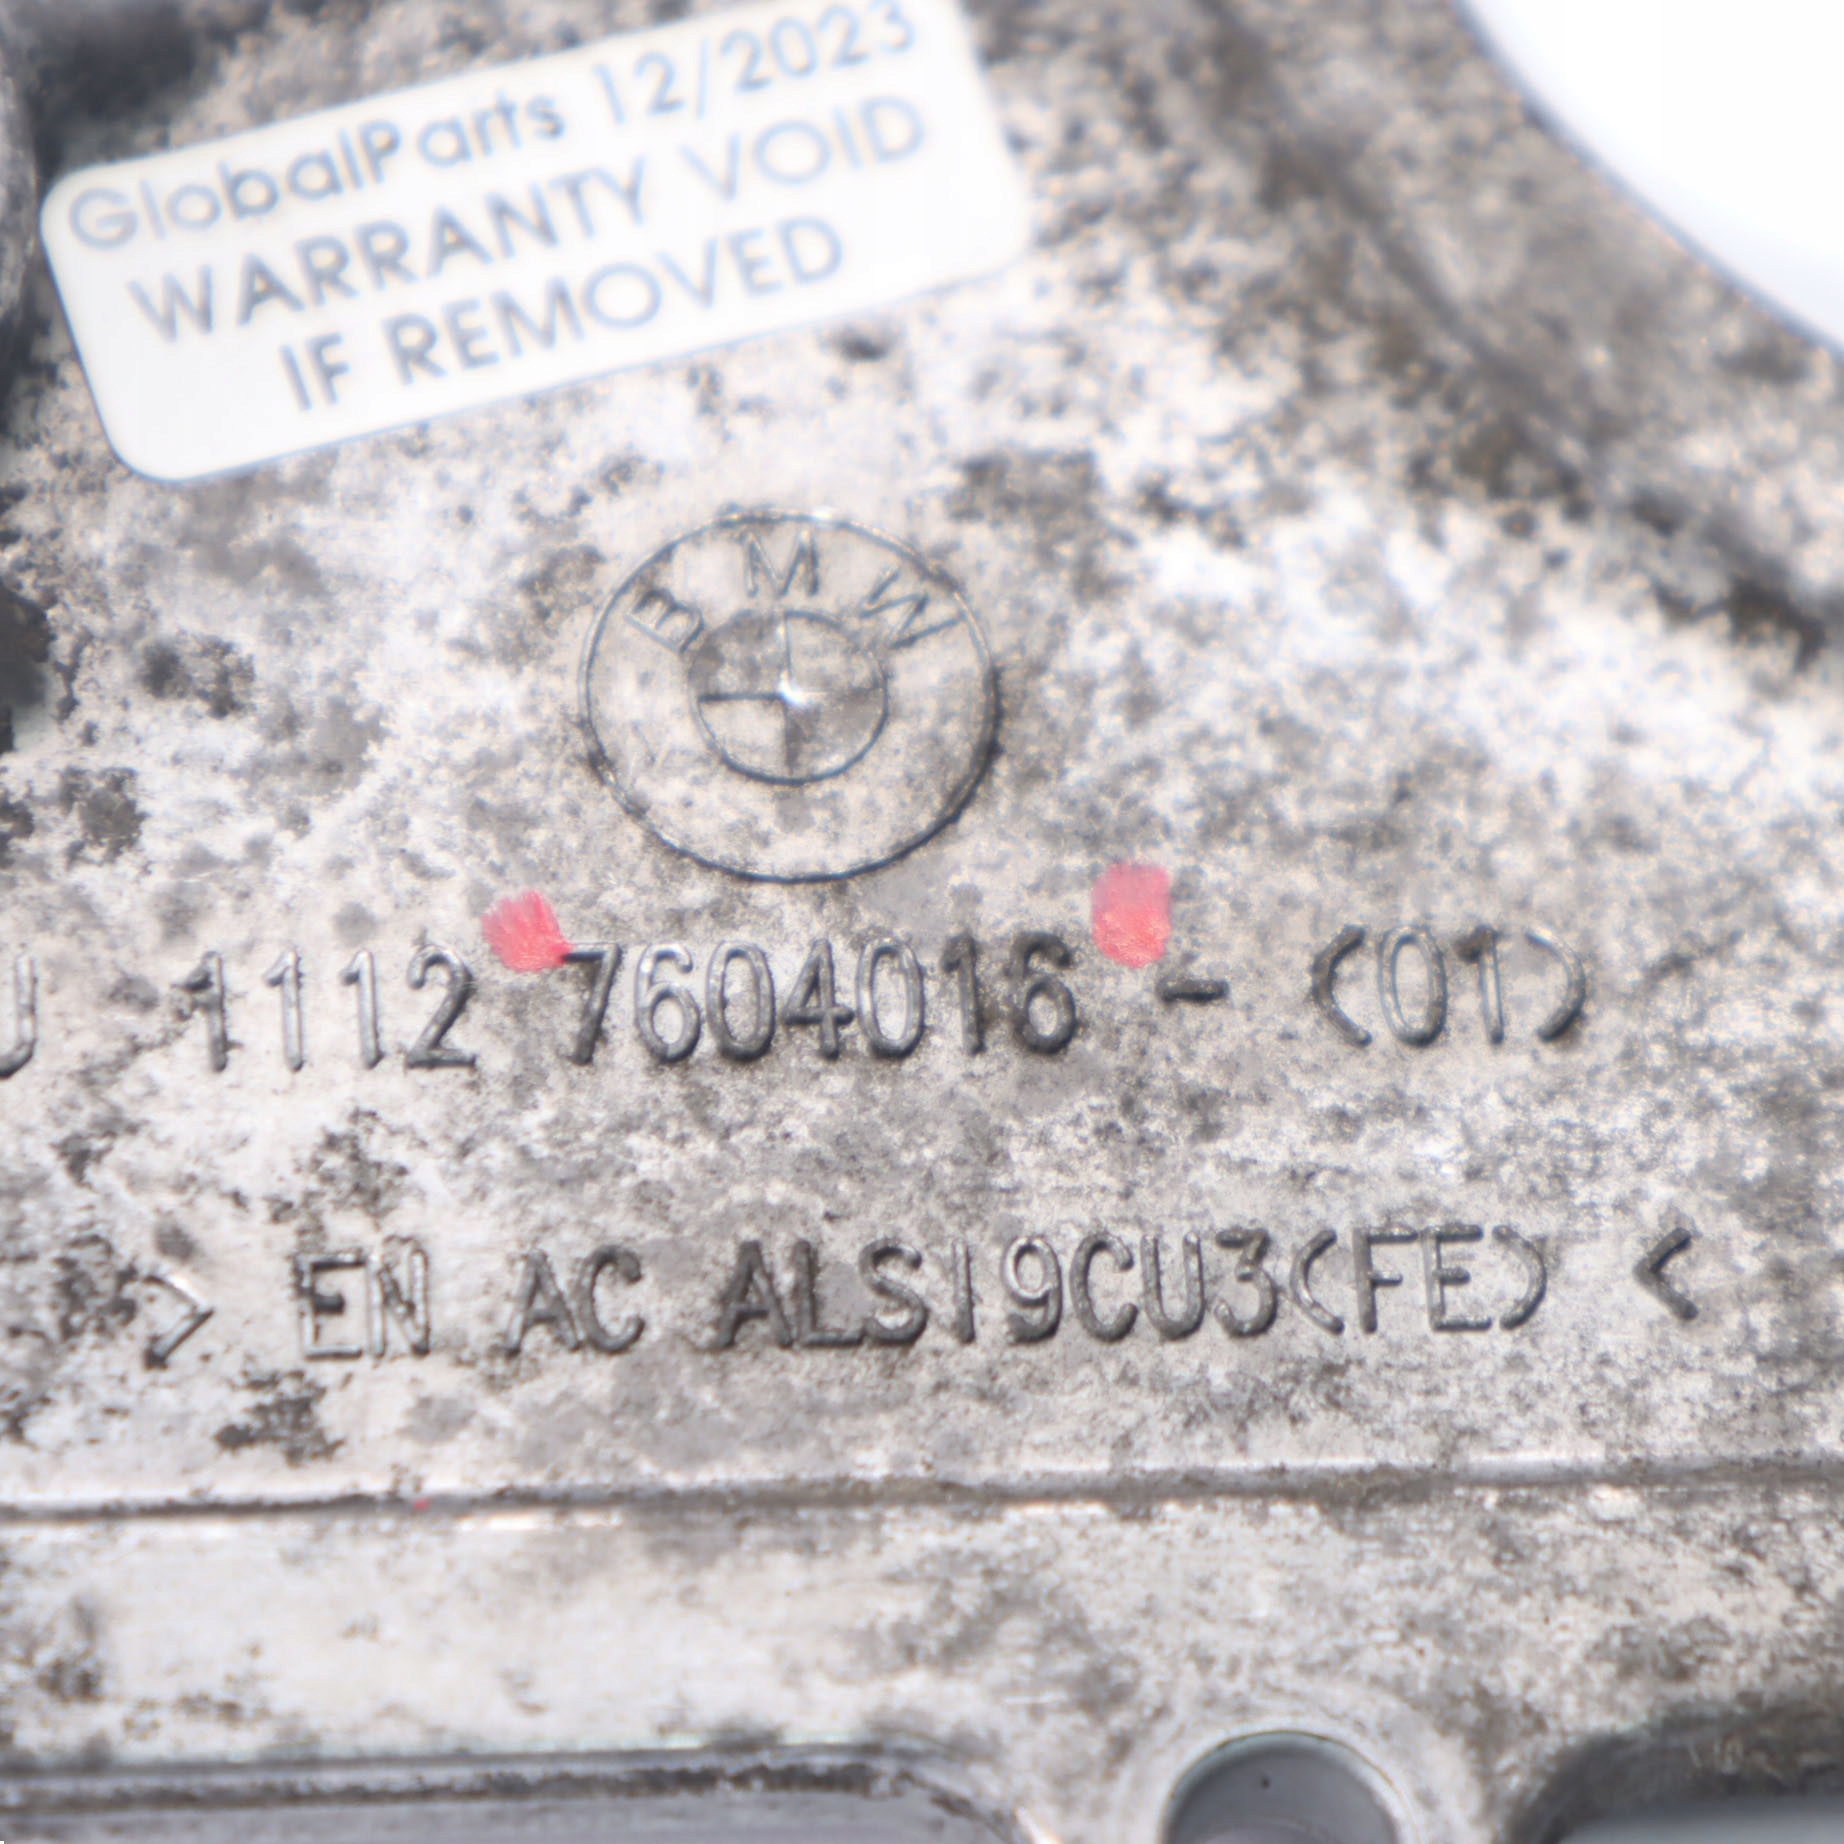 GlobalParts 12/2023
WARRANTY VOID
IF REMOVED
BMW
U 1112 7604016 - (01)
> EN AC ALSI9CU3(FE) <